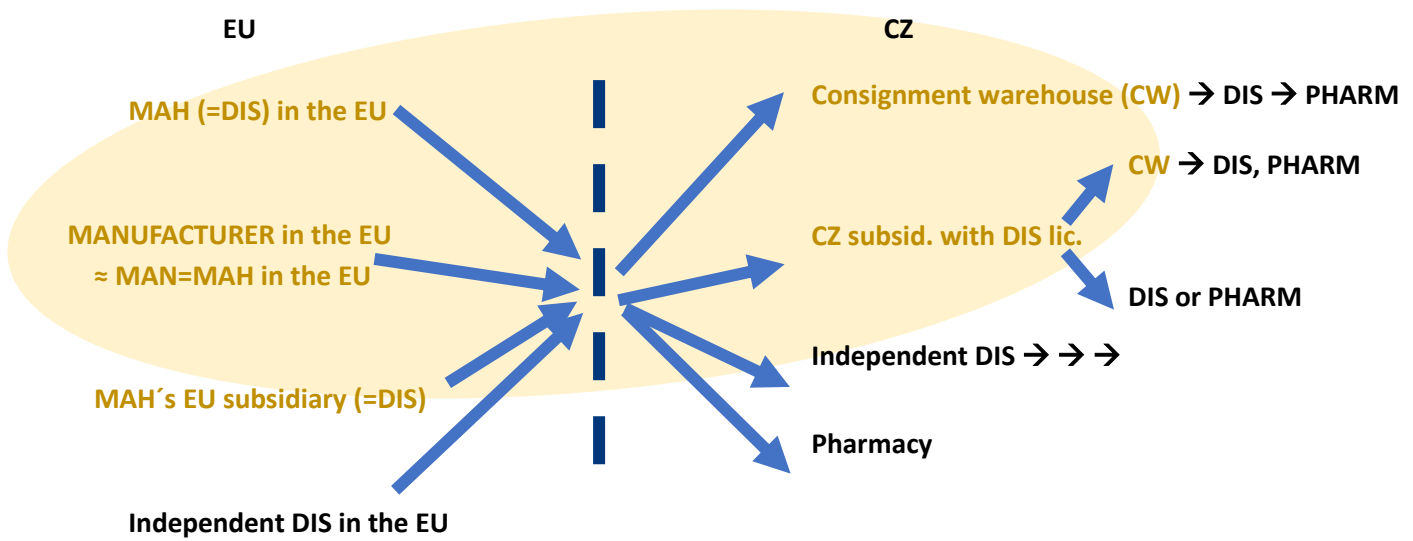 EU
CZ
MAH (=DIS) in the EU
Consignment warehouse (CW) → DIS → PHARM
CW → DIS, PHARM
MANUFACTURER in the EU
≈ MAN=MAH in the EU
CZ subsid. with DIS lic.
DIS or PHARM
Independent DIS → → →
MAH´s EU subsidiary (=DIS)
Pharmacy
Independent DIS in the EU